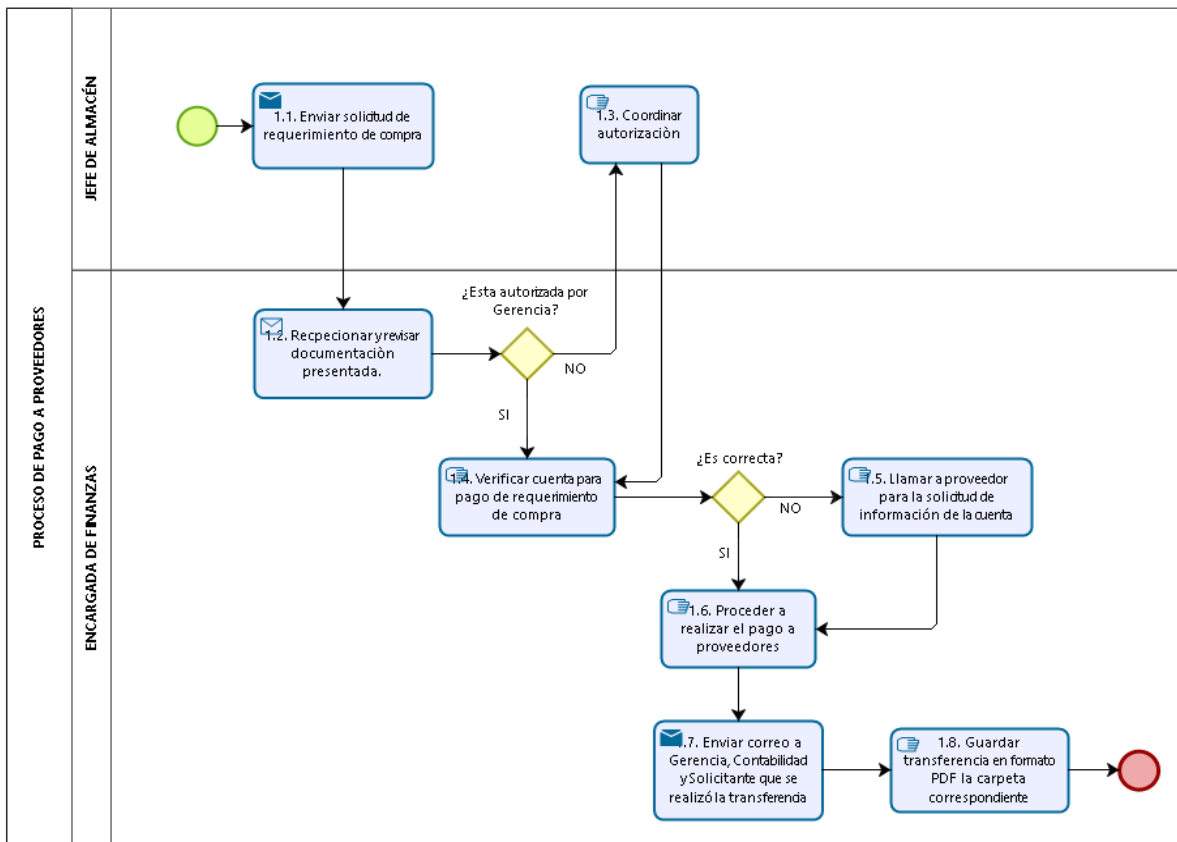 PROCESO DE PAGO A PROVEEDORES
JEFE DE ALMACÉN
1.1. Enviar solicitud de
requerimiento de compra
1.3. Coordinar
autorizaciòn
ENCARGADA DE FINANZAS
1.2. Recpecionar y revisar
documentaciòn
presentada.
¿Esta autorizada por
Gerencia?
NO
SI
1.4. Verificar cuenta para
pago de requerimiento
de compra
¿Es correcta?
NO
SI
1.5. Llamar a proveedor
para la solicitud de
información de la cuenta
1.6. Proceder a
realizar el pago a
proveedores
1.7. Enviar correo a
Gerencia, Contabilidad
y Solicitante que se
realizó la transferencia
1.8. Guardar
transferencia en formato
PDF la carpeta
correspondiente